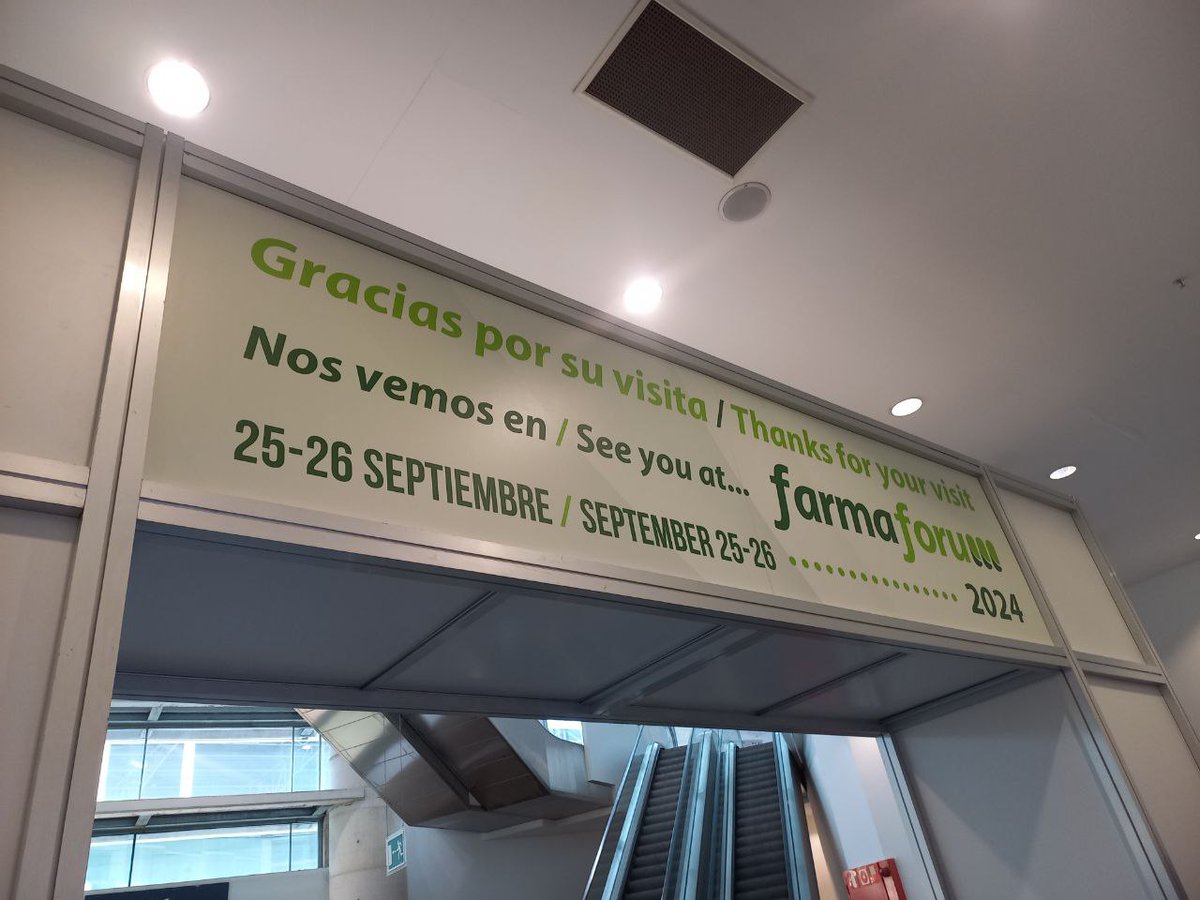 Gracias por su visita / Thanks for your visit
Nos vemos en / See you at... farmaforum
25-26 SEPTIEMBRE / SEPTEMBER 25-26 ................ 2024